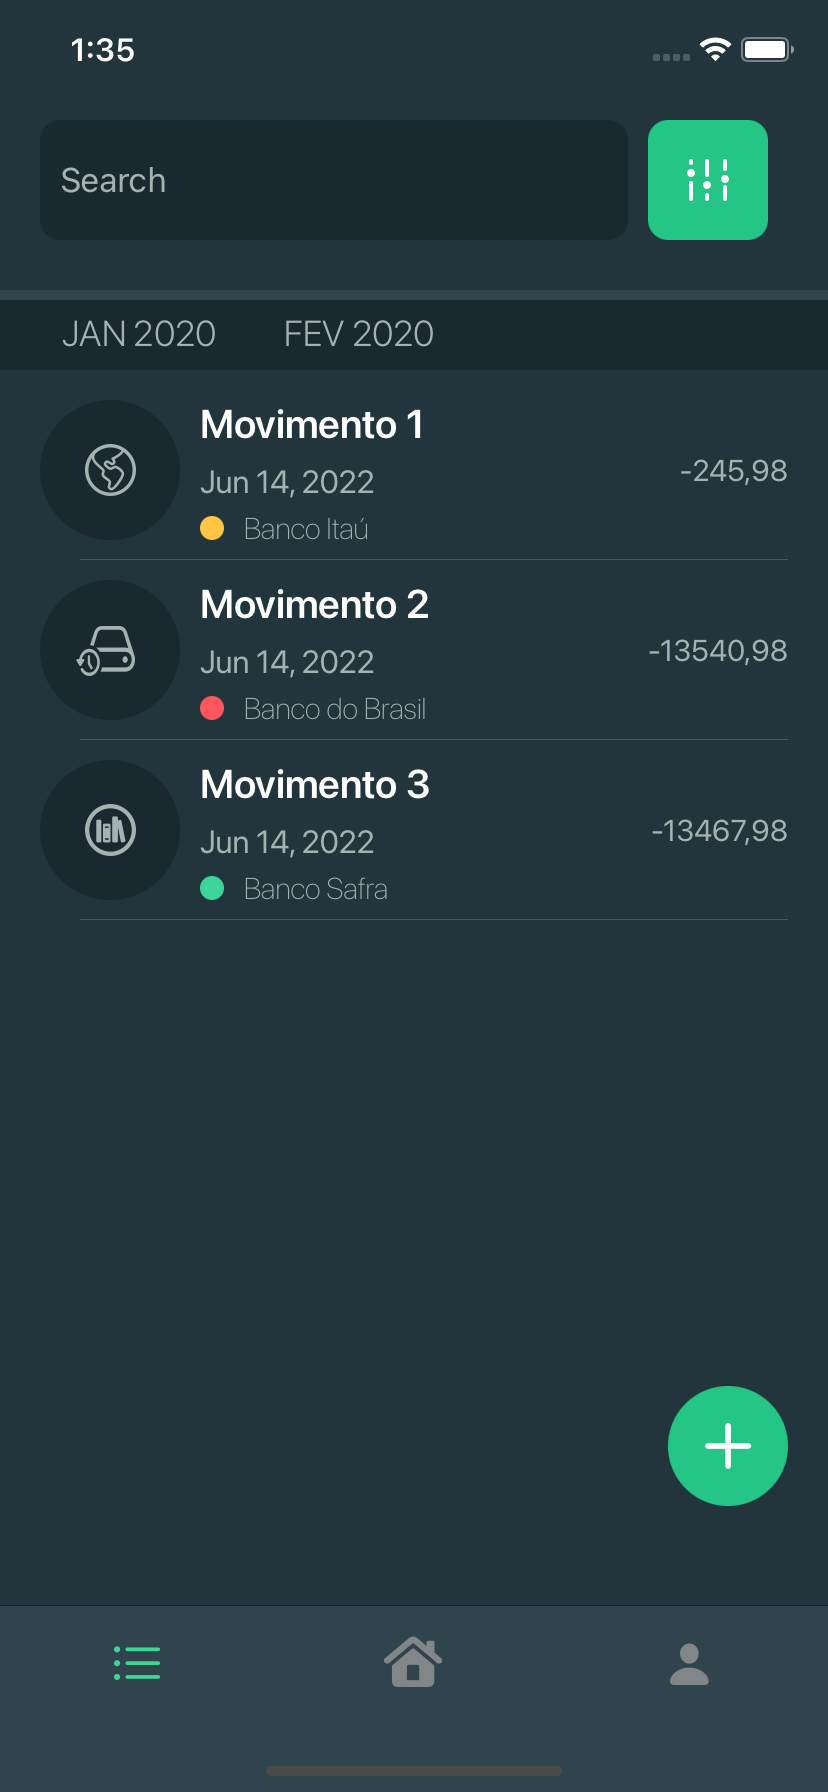 1:35
Search
JAN 2020 FEV 2020
Movimento 1
Jun 14, 2022
-245,98
Banco Itaú
Movimento 2
Jun 14, 2022
-13540,98
Banco do Brasil
Movimento 3
Jun 14, 2022
-13467,98
Banco Safra